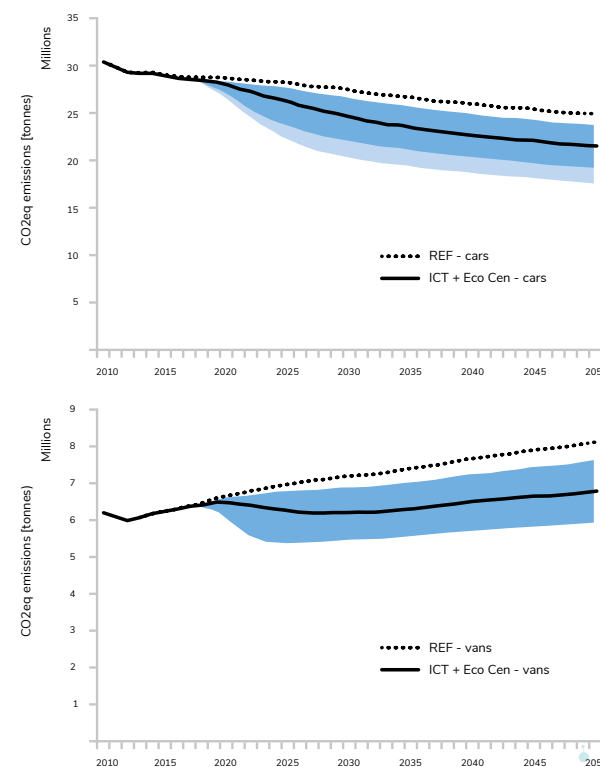 35
Millions
30
25
CO2eq emissions [tonnes)
20
15
10
5
REF - cars
ICT + Eco Cen - cars
2010 2015 2020 2025 2030 2035 2040 2045 205
9
Millions
8
7
6
CO2eq emissions [tonnes)
5
4
3
2
1
REF - vans
ICT + Eco Cen - vans
2010 2015 2020 2025 2030 2035 2040 2045 205